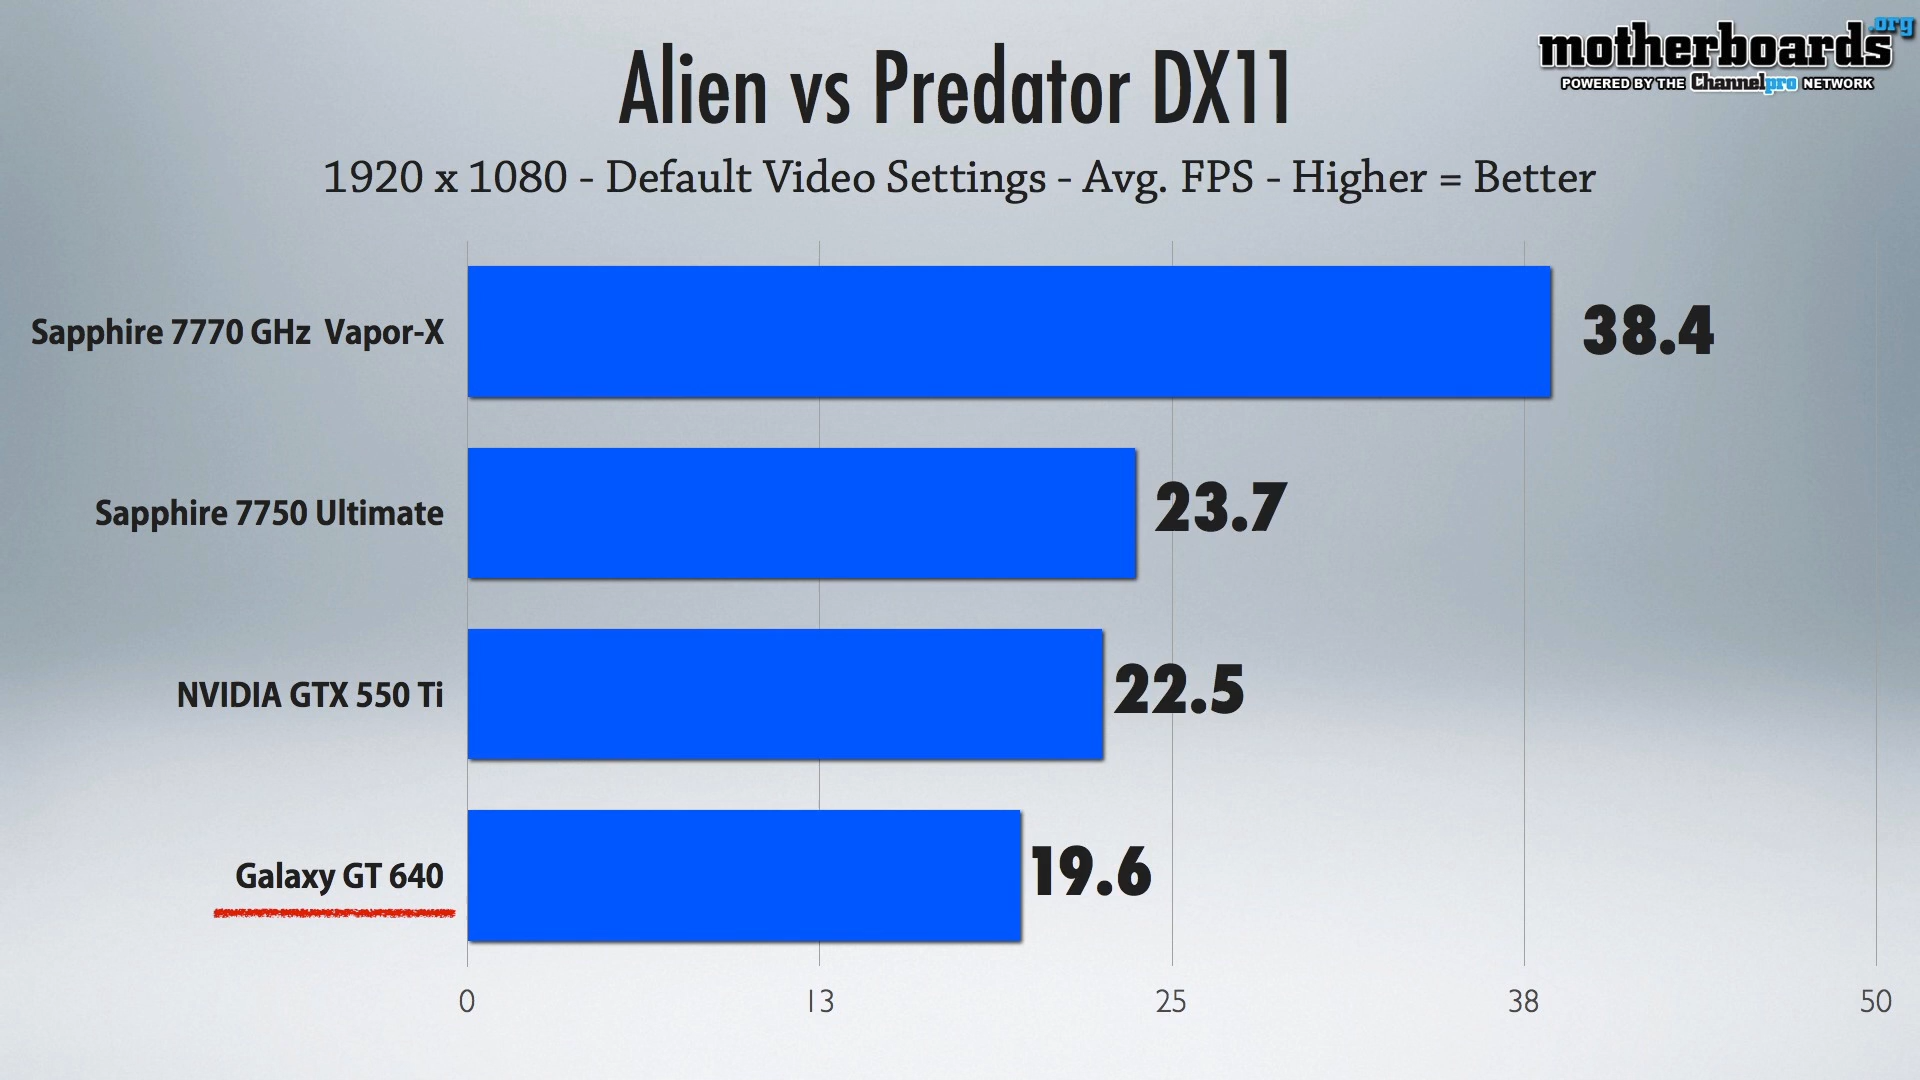 motherboards.org
POWERED BY THE Channelpro NETWORK
Alien vs Predator DX11
1920 x 1080 - Default Video Settings - Avg. FPS - Higher = Better
Sapphire 7770 GHz Vapor-X 38.4
Sapphire 7750 Ultimate 23.7
NVIDIA GTX 550 Ti 22.5
Galaxy GT 640 19.6
0 13 25 38 50